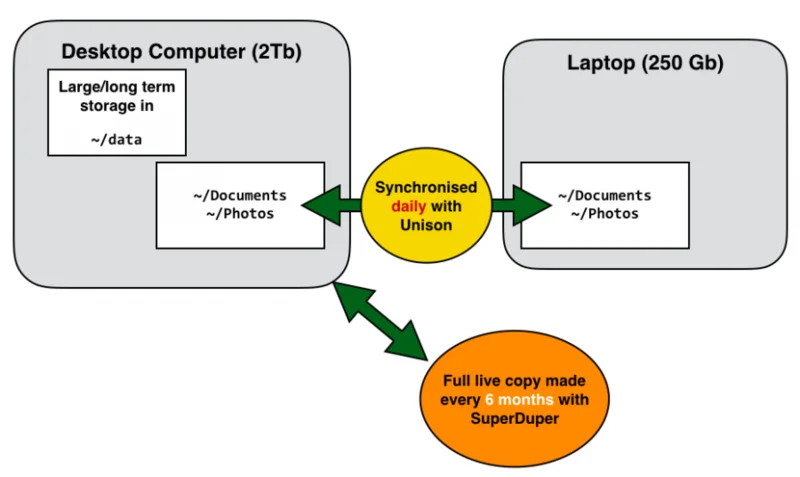 Desktop Computer (2Tb)
Large/long term
storage in
~/data
~/Documents
~/Photos
Synchronised
daily with
Unison
Laptop (250 Gb)
~/Documents
~/Photos
Full live copy made
every 6 months with
SuperDuper